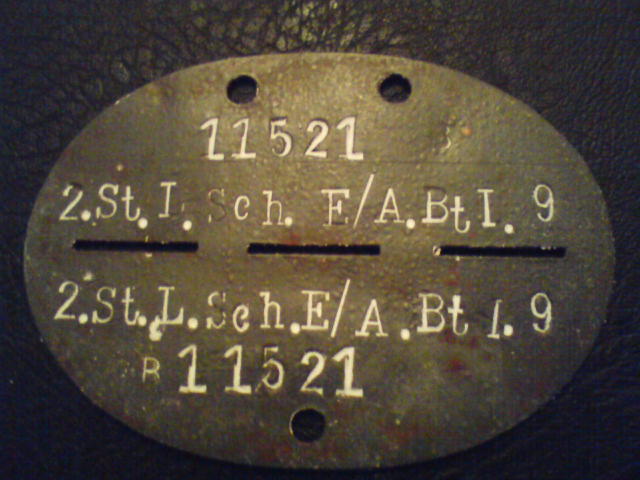 11521
2.St.L.Sch. E/A.Btl. 9
2.St.L.Sch.E/A.Btl. 9
B 11521